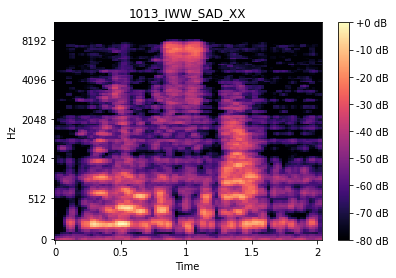 1013_IWW_SAD_XX
+0 dB
8192
-10 dB
4096
-20 dB
-30 dB
2048
Hz
-40 dB
1024
-50 dB
512
-60 dB
-70 dB
0
-80 dB
0
0.5
1
1.5
2
Time